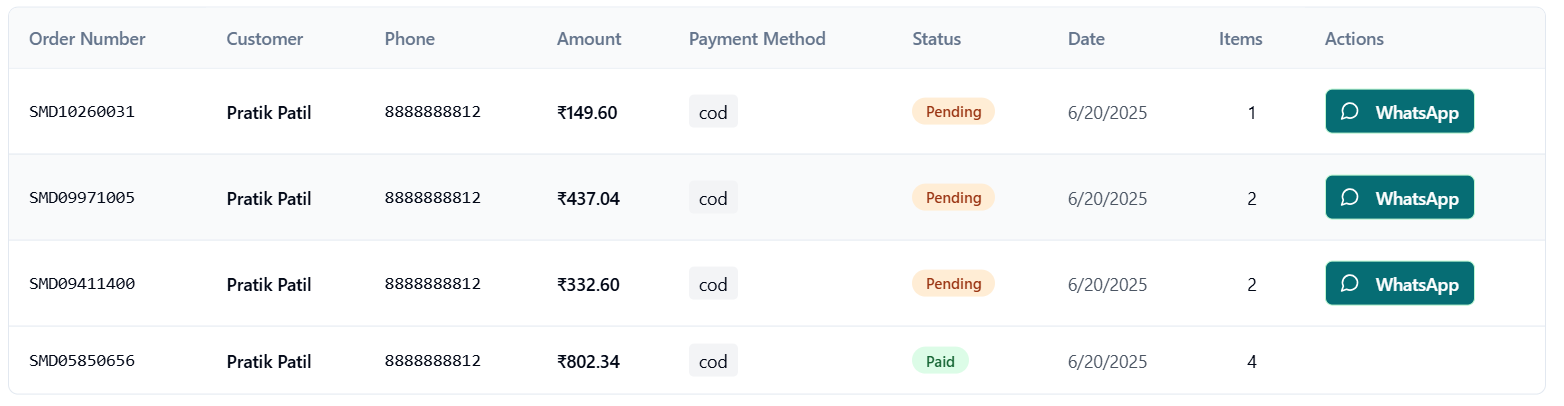 Order Number Customer Phone Amount Payment Method Status Date Items Actions
SMD10260031 Pratik Patil 8888888812 ₹149.60 cod Pending 6/20/2025 1 WhatsApp
SMD09971005 Pratik Patil 8888888812 ₹437.04 cod Pending 6/20/2025 2 WhatsApp
SMD09411400 Pratik Patil 8888888812 ₹332.60 cod Pending 6/20/2025 2 WhatsApp
SMD05850656 Pratik Patil 8888888812 ₹802.34 cod Paid 6/20/2025 4